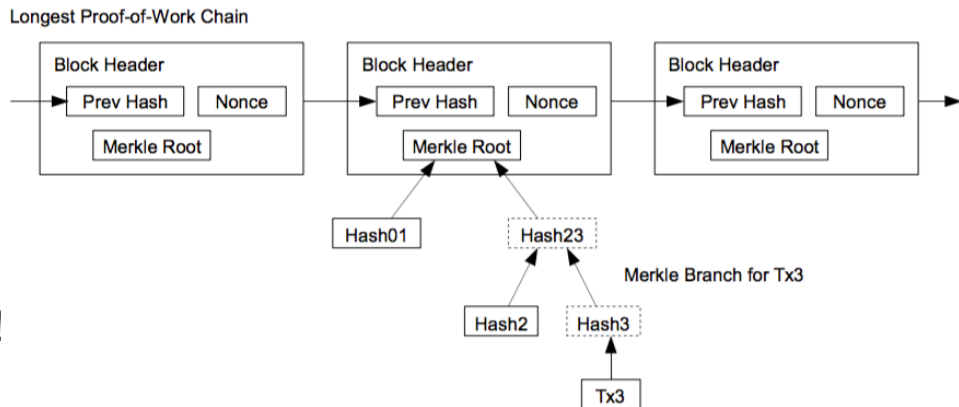 Longest Proof-of-Work Chain
Block Header
Prev Hash
Nonce
Merkle Root
Block Header
Prev Hash
Nonce
Merkle Root
Block Header
Prev Hash
Nonce
Merkle Root
Hash01
Hash23
Merkle Branch for Tx3
Hash2
Hash3
Tx3